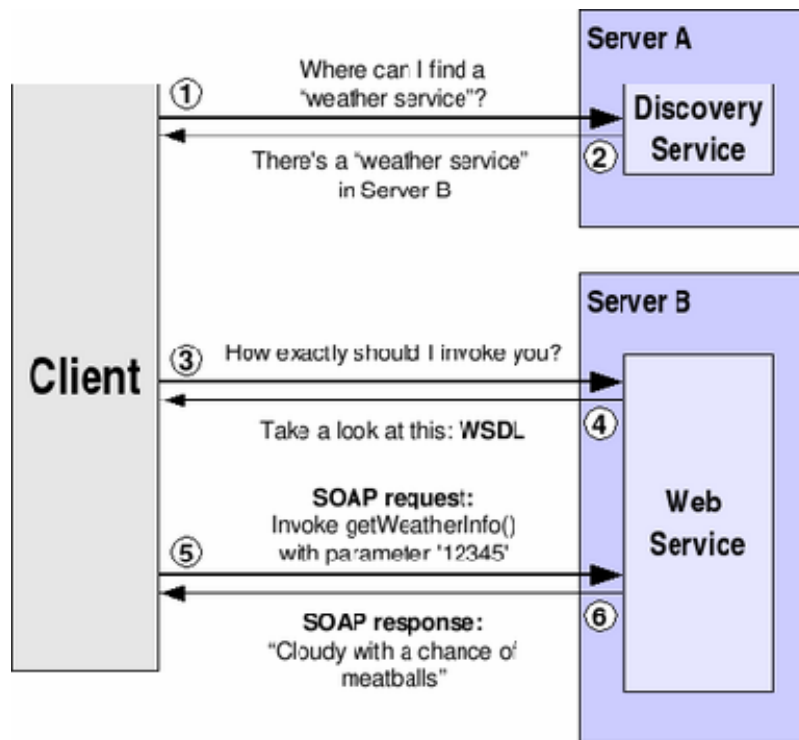 Server A
Where can I find a
“weather service”?
1
Discovery
Service
2
There's a “weather service”
in Server B
Server B
Client
3
How exactly should I invoke you?
4
Take a look at this: WSDL
SOAP request:
Invoke getWeatherInfo()
with parameter '12345'
5
Web
Service
6
SOAP response:
“Cloudy with a chance of
meatballs”